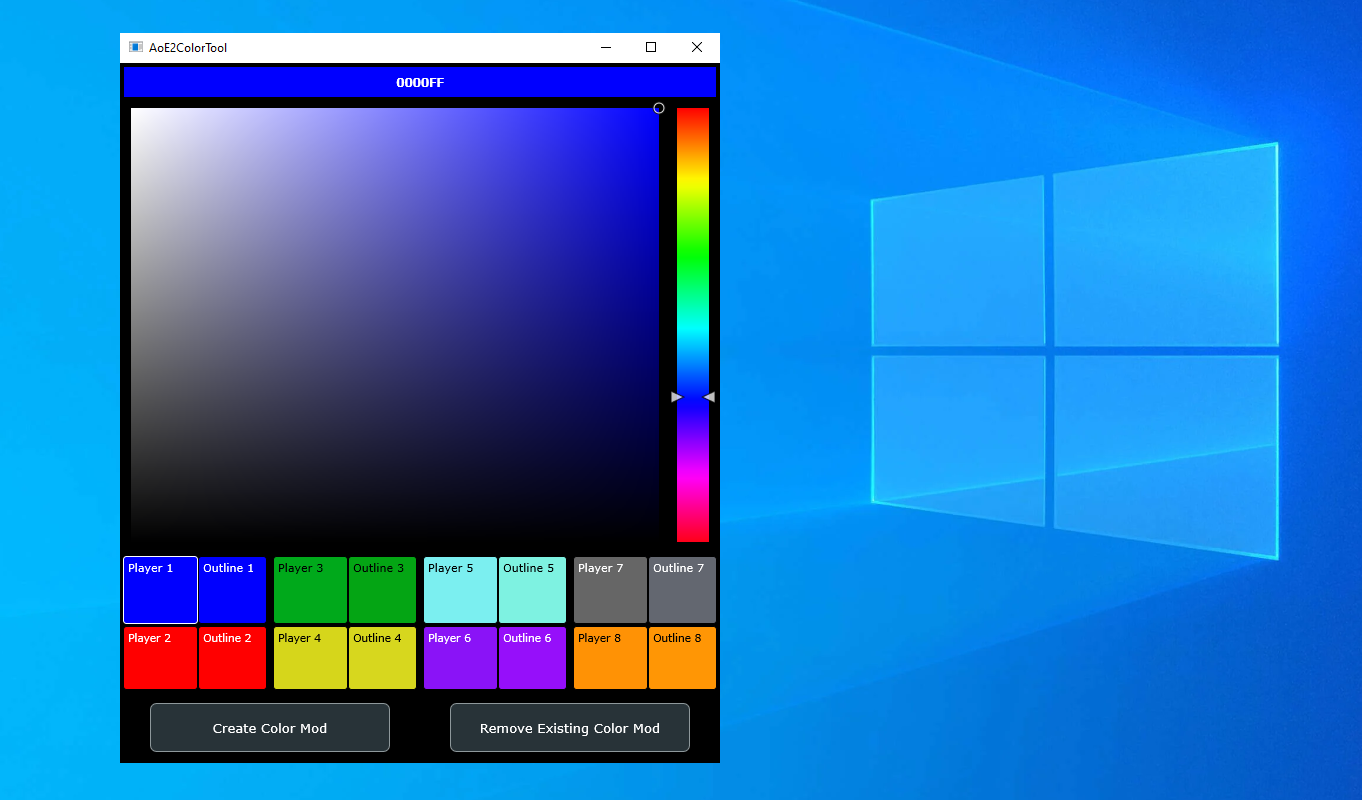 AoE2ColorTool
0000FF
Player 1
Outline 1
Player 3
Outline 3
Player 5
Outline 5
Player 7
Outline 7
Player 2
Outline 2
Player 4
Outline 4
Player 6
Outline 6
Player 8
Outline 8
Create Color Mod
Remove Existing Color Mod